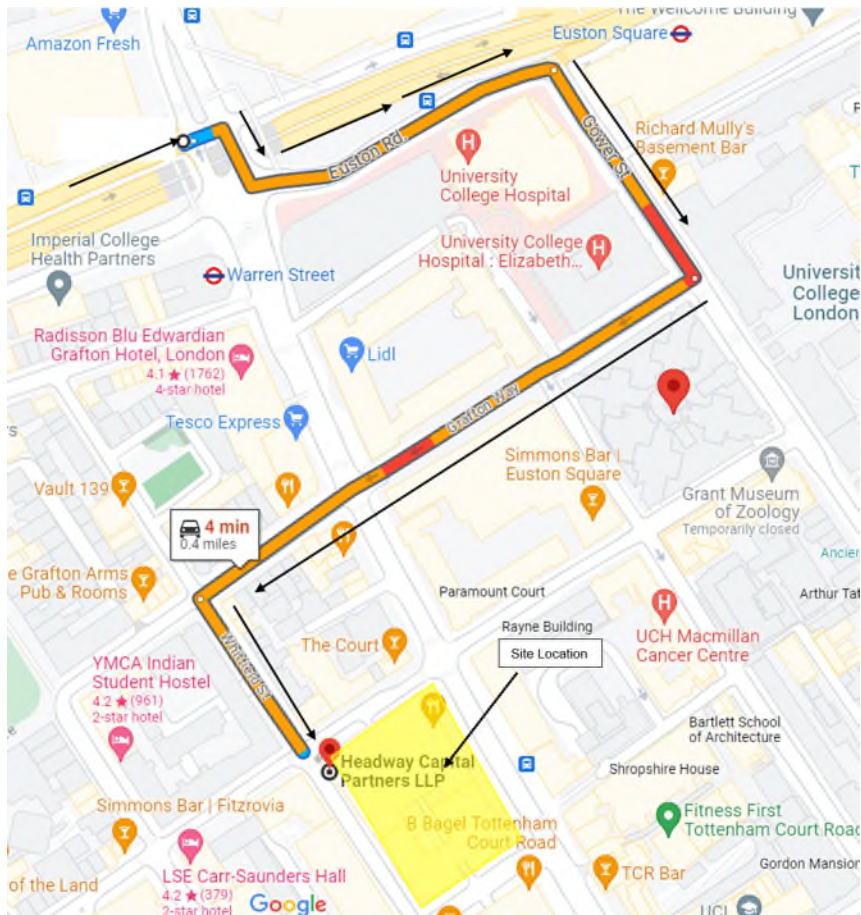 The Wellcome Building
Amazon Fresh
Euston Square
Euston Rd.
Gower St
Richard Mully's
Basement Bar
University
College Hospital
University College
Hospital : Elizabeth...
Imperial College
Health Partners
Warren Street
Universit
College
London
Radisson Blu Edwardian
Grafton Hotel, London
4.1 ★ (1762)
4-star hotel
Lidl
Tesco Express
Grafton Way
Simmons Bar |
Euston Square
Vault 139
Grant Museum
of Zoology
Temporarily closed
4 min
0.4 miles
Ancier
e Grafton Arms
Pub & Rooms
Paramount Court
Arthur Tat
Rayne Building
Site Location
The Court
UCH Macmillan
Cancer Centre
Whitfield St
YMCA Indian
Student Hostel
4.2 ★ (961)
2-star hotel
Bartlett School
of Architecture
Headway Capital
Partners LLP
Shropshire House
Simmons Bar | Fitzrovia
B Bagel Tottenham
Court Road
Fitness First
Tottenham Court Road
TCR Bar
Gordon Mansion
of the Land
LSE Carr-Saunders Hall
4.2 ★ (379)
2-star hotel
Google
UCL